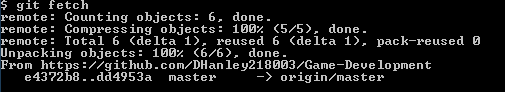 $ git fetch
remote: Counting objects: 6, done.
remote: Compressing objects: 100% (5/5), done.
remote: Total 6 (delta 1), reused 6 (delta 1), pack-reused 0
Unpacking objects: 100% (6/6), done.
From https://github.com/DHanley218003/Game-Development
   e4372b8..dd4953a  master     -> origin/master